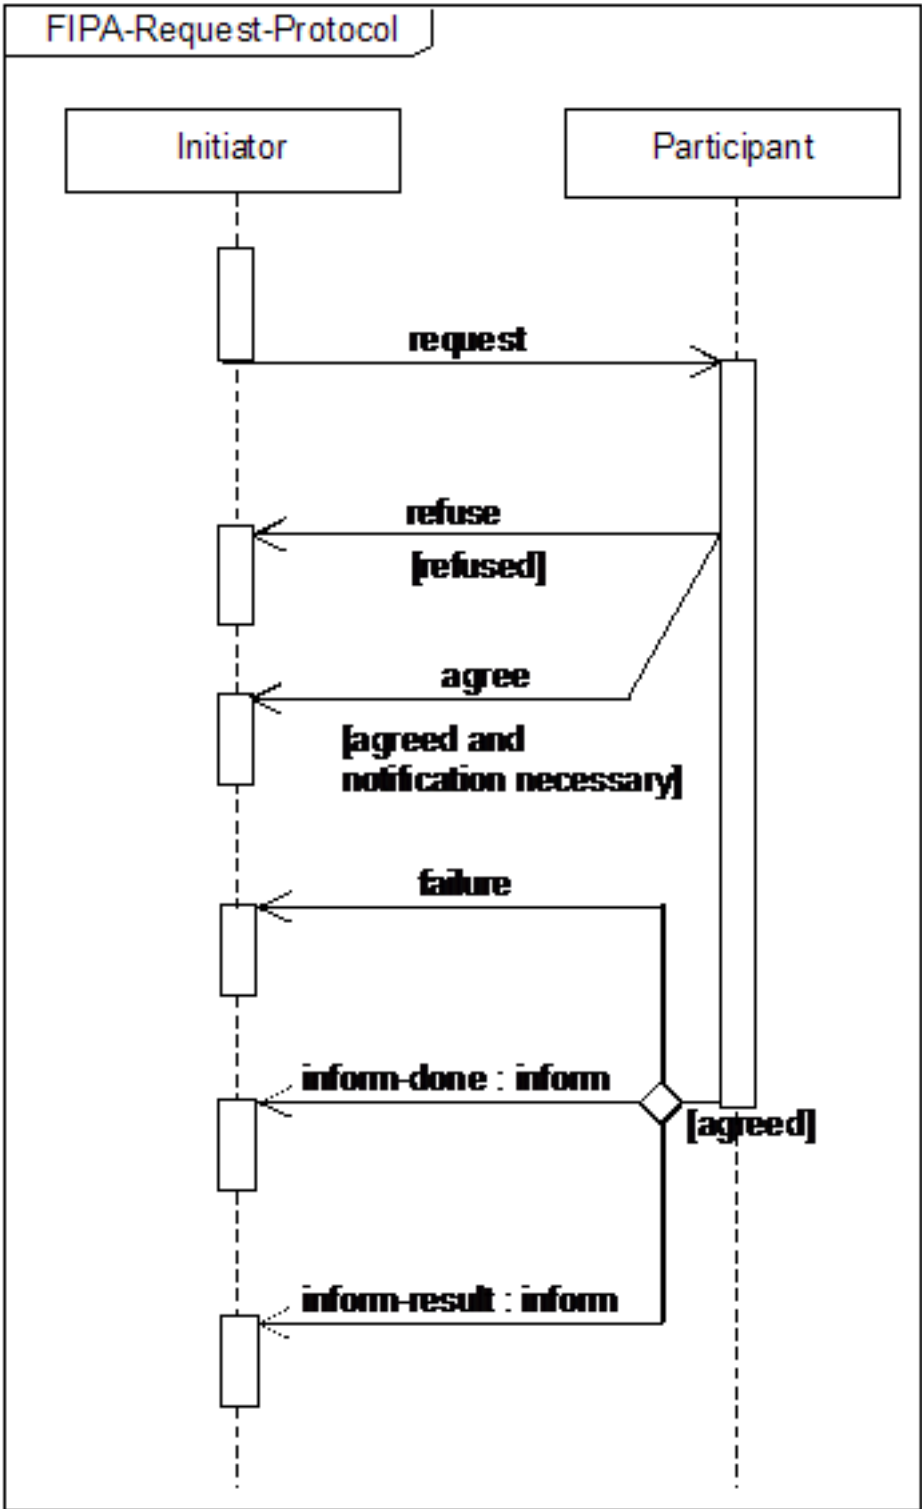 FIPA-Request-Protocol
Initiator
Participant
request
refuse
[refused]
agree
[agreed and
notification necessary]
failure
inform-done : inform
[agreed]
inform-result : inform